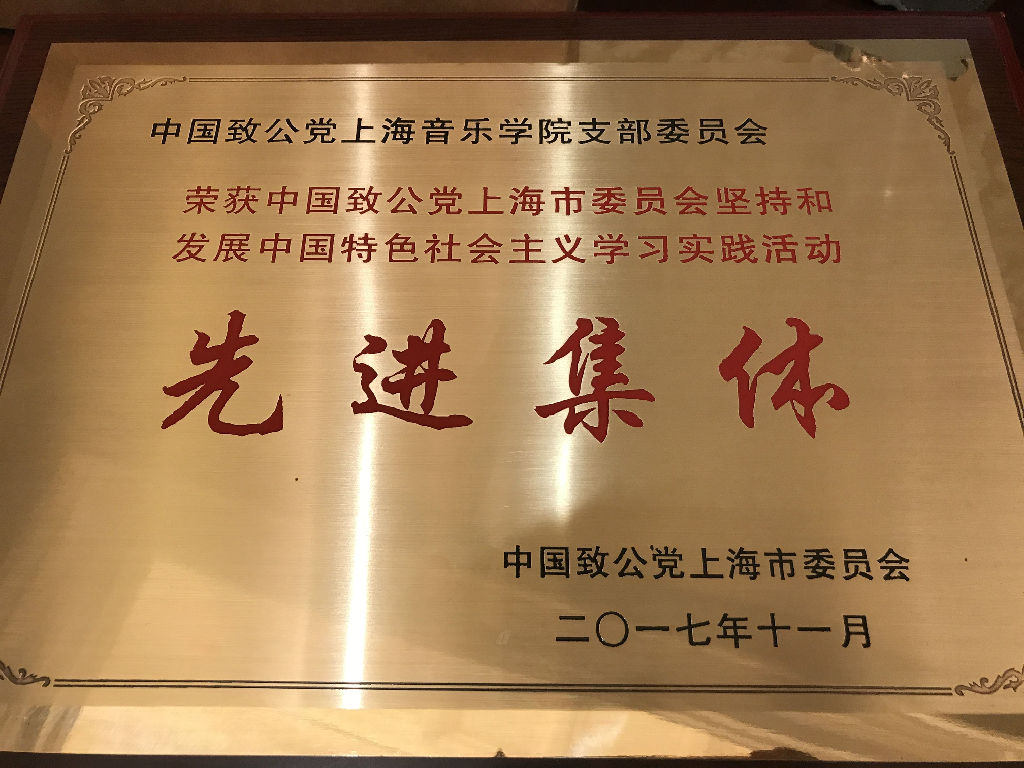 中国致公党上海音乐学院支部委员会
荣获中国致公党上海市委员会坚持和
发展中国特色社会主义学习实践活动
先进集体
中国致公党上海市委员会
二〇一七年十一月